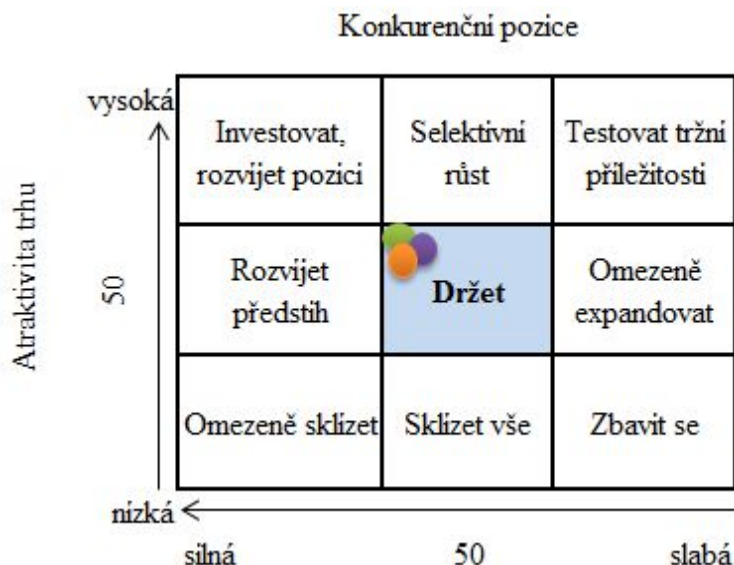 Konkurenční pozice
vysoká
Investovat,
rozvijet pozici
Selektivní
růst
Testovat tržní
příležitosti
Atraktivita trhu
50
Rozvíjet
předstih
Držet
Omezeně
expandovat
Omezeně sklízet
Sklízet vše
Zbavit se
nízká
silná
50
slabá